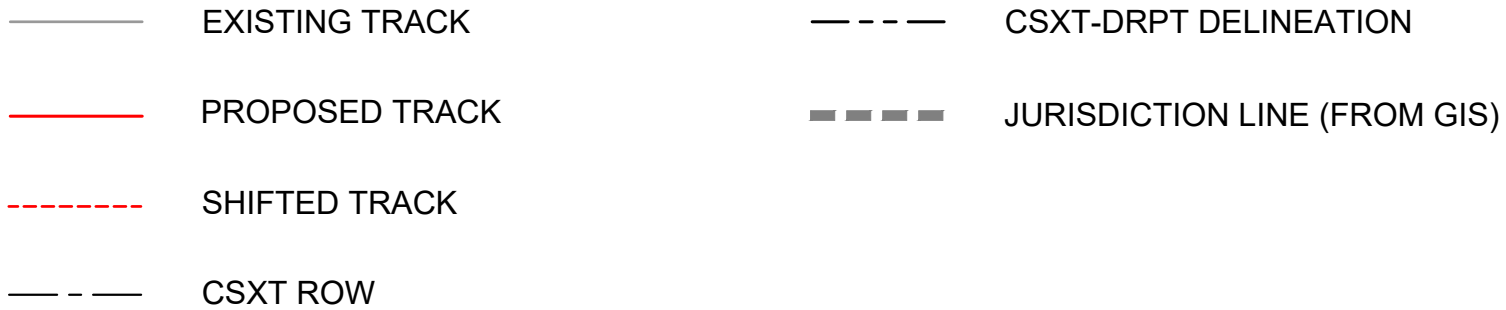 EXISTING TRACK
PROPOSED TRACK
SHIFTED TRACK
CSXT ROW
CSXT-DRPT DELINEATION
JURISDICTION LINE (FROM GIS)